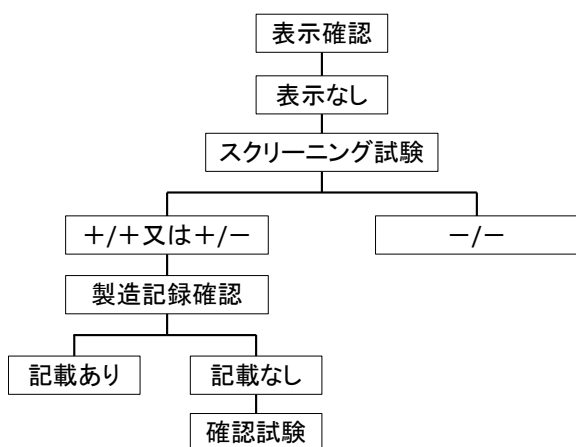 表示確認
表示なし
スクリーニング試験
＋/＋又は＋/－
－/－
製造記録確認
記載あり
記載なし
確認試験